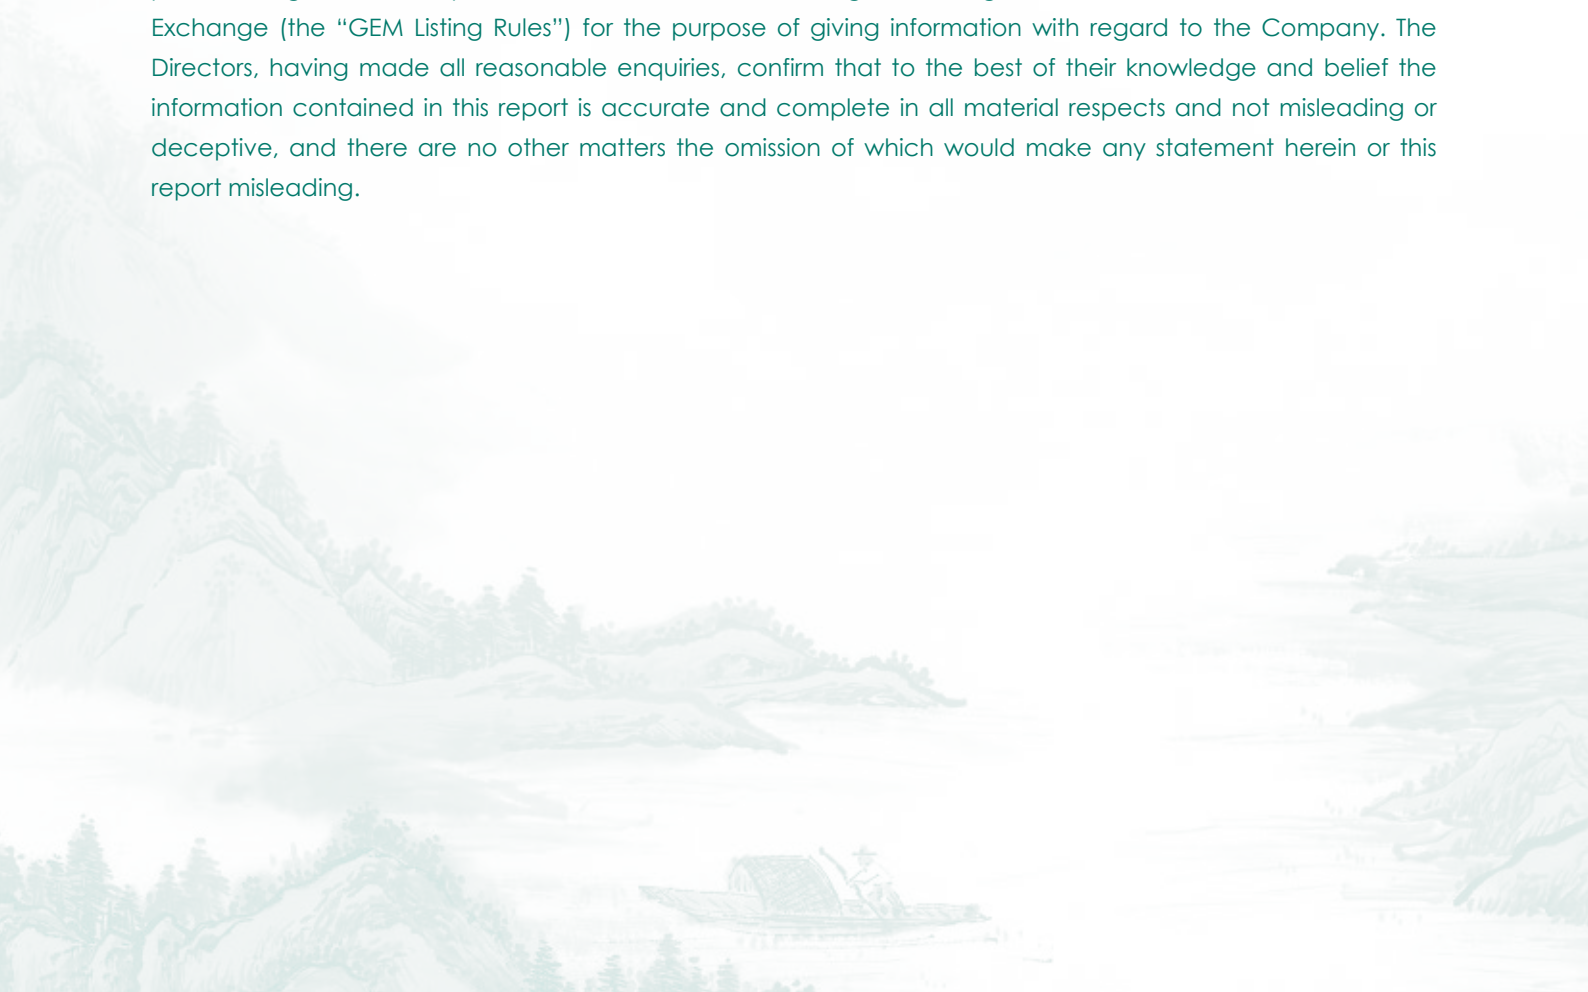 Exchange (the “GEM Listing Rules”) for the purpose of giving information with regard to the Company. The
Directors, having made all reasonable enquiries, confirm that to the best of their knowledge and belief the
information contained in this report is accurate and complete in all material respects and not misleading or
deceptive, and there are no other matters the omission of which would make any statement herein or this
report misleading.